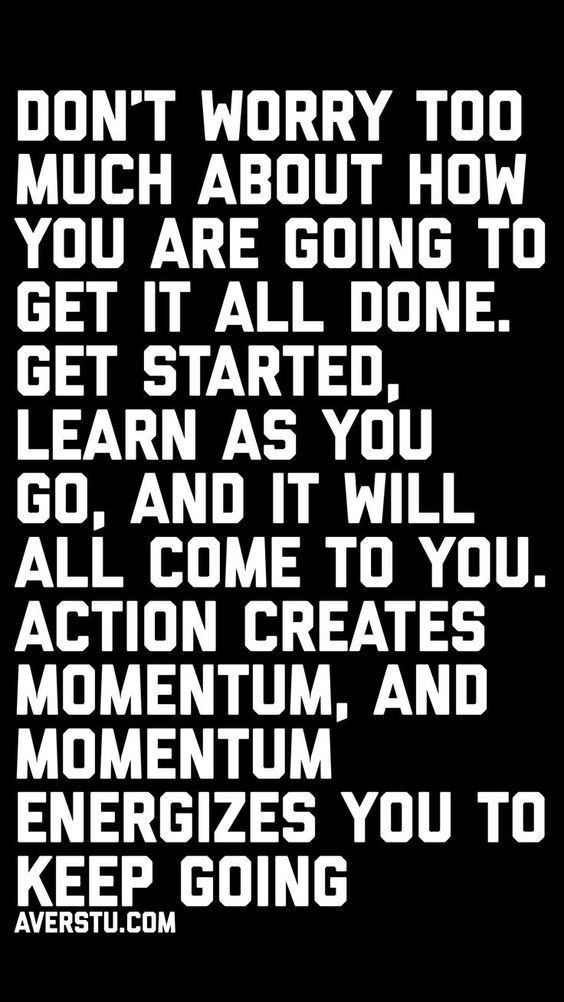 DON'T WORRY TOO
MUCH ABOUT HOW
YOU ARE GOING TO
GET IT ALL DONE.
GET STARTED,
LEARN AS YOU
GO, AND IT WILL
ALL COME TO YOU.
ACTION CREATES
MOMENTUM, AND
MOMENTUM
ENERGIZES YOU TO
KEEP GOING
AVERSTU.COM